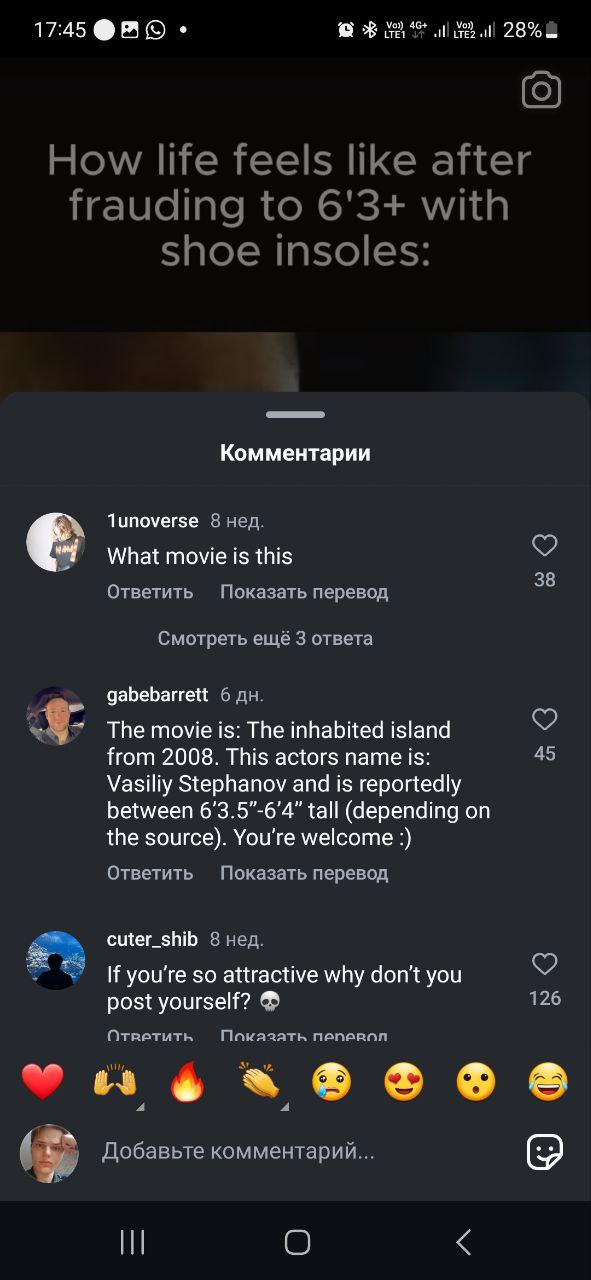 17:45
Vo)) LTE1 4G+ Vo)) LTE2 28%
How life feels like after
frauding to 6'3+ with
shoe insoles:
Комментарии
1unoverse 8 нед.
What movie is this
38
Ответить Показать перевод
Смотреть ещё 3 ответа
gabebarrett 6 дн.
The movie is: The inhabited island
from 2008. This actors name is:
45
Vasiliy Stephanov and is reportedly
between 6’3.5”-6’4” tall (depending on
the source). You’re welcome :)
Ответить Показать перевод
cuter_shib 8 нед.
If you’re so attractive why don’t you
post yourself? 💀
126
Ответить Показать перевод
Добавьте комментарий...